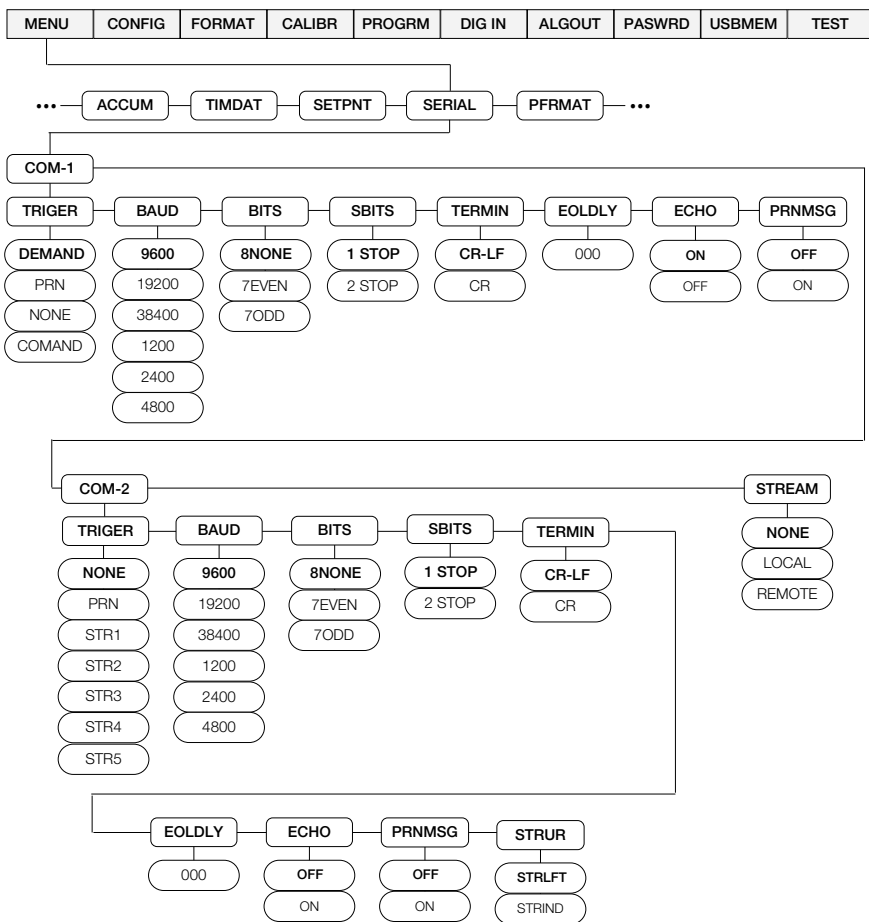 MENU CONFIG FORMAT CALIBR PROGRM DIG IN ALGOUT PASWRD USBMEM TEST
••• ACCUM TIMDAT SETPNT SERIAL PFRMAT •••
COM-1
TRIGER BAUD BITS SBITS TERMIN EOLDLY ECHO PRNMSG
DEMAND 9600 8NONE 1 STOP CR-LF 000 ON OFF
PRN 19200 7EVEN 2 STOP CR OFF ON
NONE 38400 7ODD
COMAND 1200
2400
4800
COM-2 STREAM
TRIGER BAUD BITS SBITS TERMIN NONE
NONE 9600 8NONE 1 STOP CR-LF LOCAL
PRN 19200 7EVEN 2 STOP CR REMOTE
STR1 38400 7ODD
STR2 1200
STR3 2400
STR4 4800
STR5
EOLDLY ECHO PRNMSG STRUR
000 OFF OFF STRLFT
ON ON STRIND